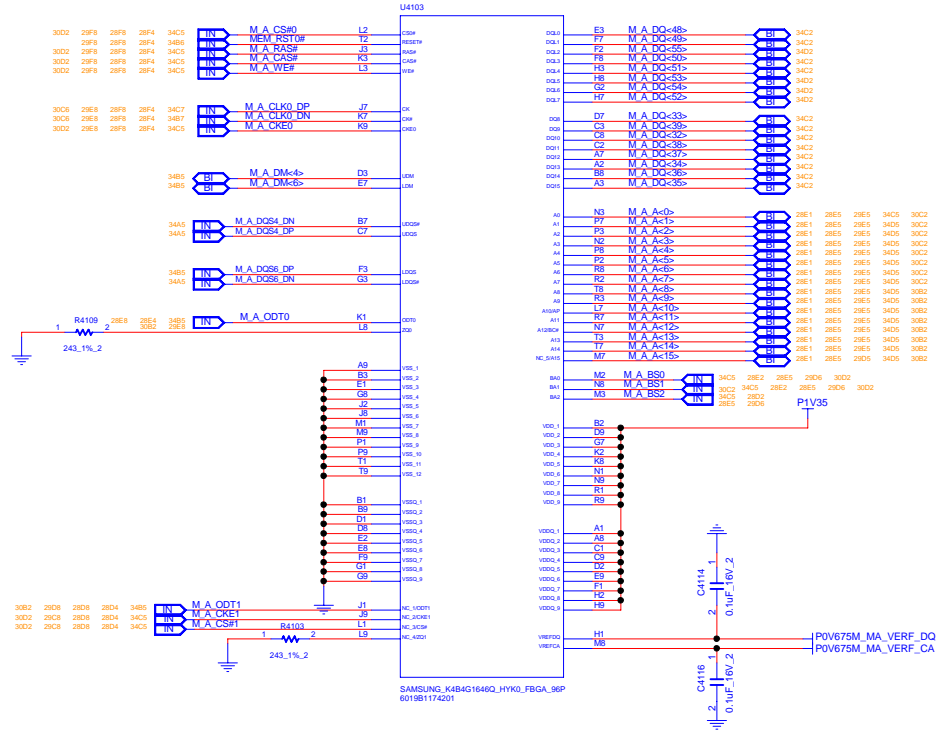 U4103
30D2 29F8 28F8 28F4 34C5 IN M_A_CS#0 L2 CS0#
34B6 IN MEM_RST0# T2 RESET#
30D2 29F8 28F8 28F4 34C5 IN M_A_RAS# J3 RAS#
30D2 29F8 28F8 28F4 34C5 IN M_A_CAS# K3 CAS#
30D2 29F8 28F8 28F4 34C5 IN M_A_WE# L3 WE#
30C6 29E8 28F8 28F4 34C7 IN M_A_CLK0_DP J7 CK
30C6 29E8 28F8 28F4 34B7 IN M_A_CLK0_DN K7 CK#
30D2 29E8 28F8 28F4 34C5 IN M_A_CKE0 K9 CKE0
34B5 BI M_A_DM<4> D3 UDM
34B5 BI M_A_DM<6> E7 LDM
34A5 IN M_A_DQS4_DN B7 UDQS#
34A5 IN M_A_DQS4_DP C7 UDQS
34B5 IN M_A_DQS6_DP F3 LDQS
34A5 IN M_A_DQS6_DN G3 LDQS#
28E8 28E4 34B5 IN M_A_ODT0 K1 ODT0
30B2 29E8
R4109 1 2 243_1%_2 L8 ZQ0
A9 VSS_1
B3 VSS_2
E1 VSS_3
G8 VSS_4
J2 VSS_5
J8 VSS_6
M1 VSS_7
M9 VSS_8
P1 VSS_9
P9 VSS_10
T1 VSS_11
T9 VSS_12
B1 VSSQ_1
B9 VSSQ_2
D1 VSSQ_3
D8 VSSQ_4
E2 VSSQ_5
E8 VSSQ_6
F9 VSSQ_7
G1 VSSQ_8
G9 VSSQ_9
30B2 29D8 28D8 28D4 34B5 IN M_A_ODT1 J1 NC_1/ODT1
30D2 29C8 28D8 28D4 34C5 IN M_A_CKE1 J9 NC_2/CKE1
30D2 29C8 28D8 28D4 34C5 IN M_A_CS#1 L1 NC_3/CS#
R4103 1 2 243_1%_2 L9 NC_4/ZQ1
DQL0 E3 M_A_DQ<48> BI 34C2
DQL1 F7 M_A_DQ<49> BI 34C2
DQL2 F2 M_A_DQ<55> BI 34D2
DQL3 F8 M_A_DQ<50> BI 34C2
DQL4 H3 M_A_DQ<51> BI 34C2
DQL5 H8 M_A_DQ<53> BI 34D2
DQL6 G2 M_A_DQ<54> BI 34D2
DQL7 H7 M_A_DQ<52> BI 34D2
DQ8 D7 M_A_DQ<33> BI 34C2
DQ9 C3 M_A_DQ<39> BI 34C2
DQ10 C8 M_A_DQ<32> BI 34C2
DQ11 C2 M_A_DQ<38> BI 34C2
DQ12 A7 M_A_DQ<37> BI 34C2
DQ13 A2 M_A_DQ<34> BI 34C2
DQ14 B8 M_A_DQ<36> BI 34C2
DQ15 A3 M_A_DQ<35> BI 34C2
A0 N3 M_A_A<0> BI 28E1 28E5 29E5 34C5 30C2
A1 P7 M_A_A<1> BI 28E1 28E5 29E5 34D5 30C2
A2 P3 M_A_A<2> BI 28E1 28E5 29E5 34D5 30C2
A3 N2 M_A_A<3> BI 28E1 28E5 29E5 34D5 30C2
A4 P8 M_A_A<4> BI 28E1 28E5 29E5 34D5 30C2
A5 P2 M_A_A<5> BI 28E1 28E5 29E5 34D5 30C2
A6 R8 M_A_A<6> BI 28E1 28E5 29E5 34D5 30C2
A7 R2 M_A_A<7> BI 28E1 28E5 29E5 34D5 30C2
A8 T8 M_A_A<8> BI 28E1 28E5 29E5 34D5 30B2
A9 R3 M_A_A<9> BI 28E1 28E5 29E5 34D5 30B2
A10/AP L7 M_A_A<10> BI 28E1 28E5 29E5 34D5 30B2
A11 R7 M_A_A<11> BI 28E1 28E5 29E5 34D5 30B2
A12/BC# N7 M_A_A<12> BI 28E1 28E5 29E5 34D5 30B2
A13 T3 M_A_A<13> BI 28E1 28E5 29E5 34D5 30B2
A14 T7 M_A_A<14> BI 28E1 28E5 29E5 34D5 30B2
NC_5/A15 M7 M_A_A<15> BI 28E1 28E5 29D5 34D5 30B2
BA0 M2 M_A_BS0 IN 34C5 28E2 28E5 29D6 30D2
BA1 N8 M_A_BS1 IN 30C2 34C5 28E2 28E5 29D6 30D2
BA2 M3 M_A_BS2 IN 34C5 28D2
28E5 29D6
P1V35
VDD_1 B2
VDD_2 D9
VDD_3 G7
VDD_4 K2
VDD_5 K8
VDD_6 N1
VDD_7 N9
VDD_8 R1
VDD_9 R9
VDDQ_1 A1
VDDQ_2 A8
VDDQ_3 C1
VDDQ_4 C9
VDDQ_5 D2
VDDQ_6 E9
VDDQ_7 F1
VDDQ_8 H2
VDDQ_9 H9
C4114 1 2 0.1uF_16V_2
VREFDQ H1 P0V675M_MA_VERF_DQ
VREFCA M8 P0V675M_MA_VERF_CA
C4116 1 2 0.1uF_16V_2
SAMSUNG_K4B4G1646Q_HYK0_FBGA_96P
6019B1174201